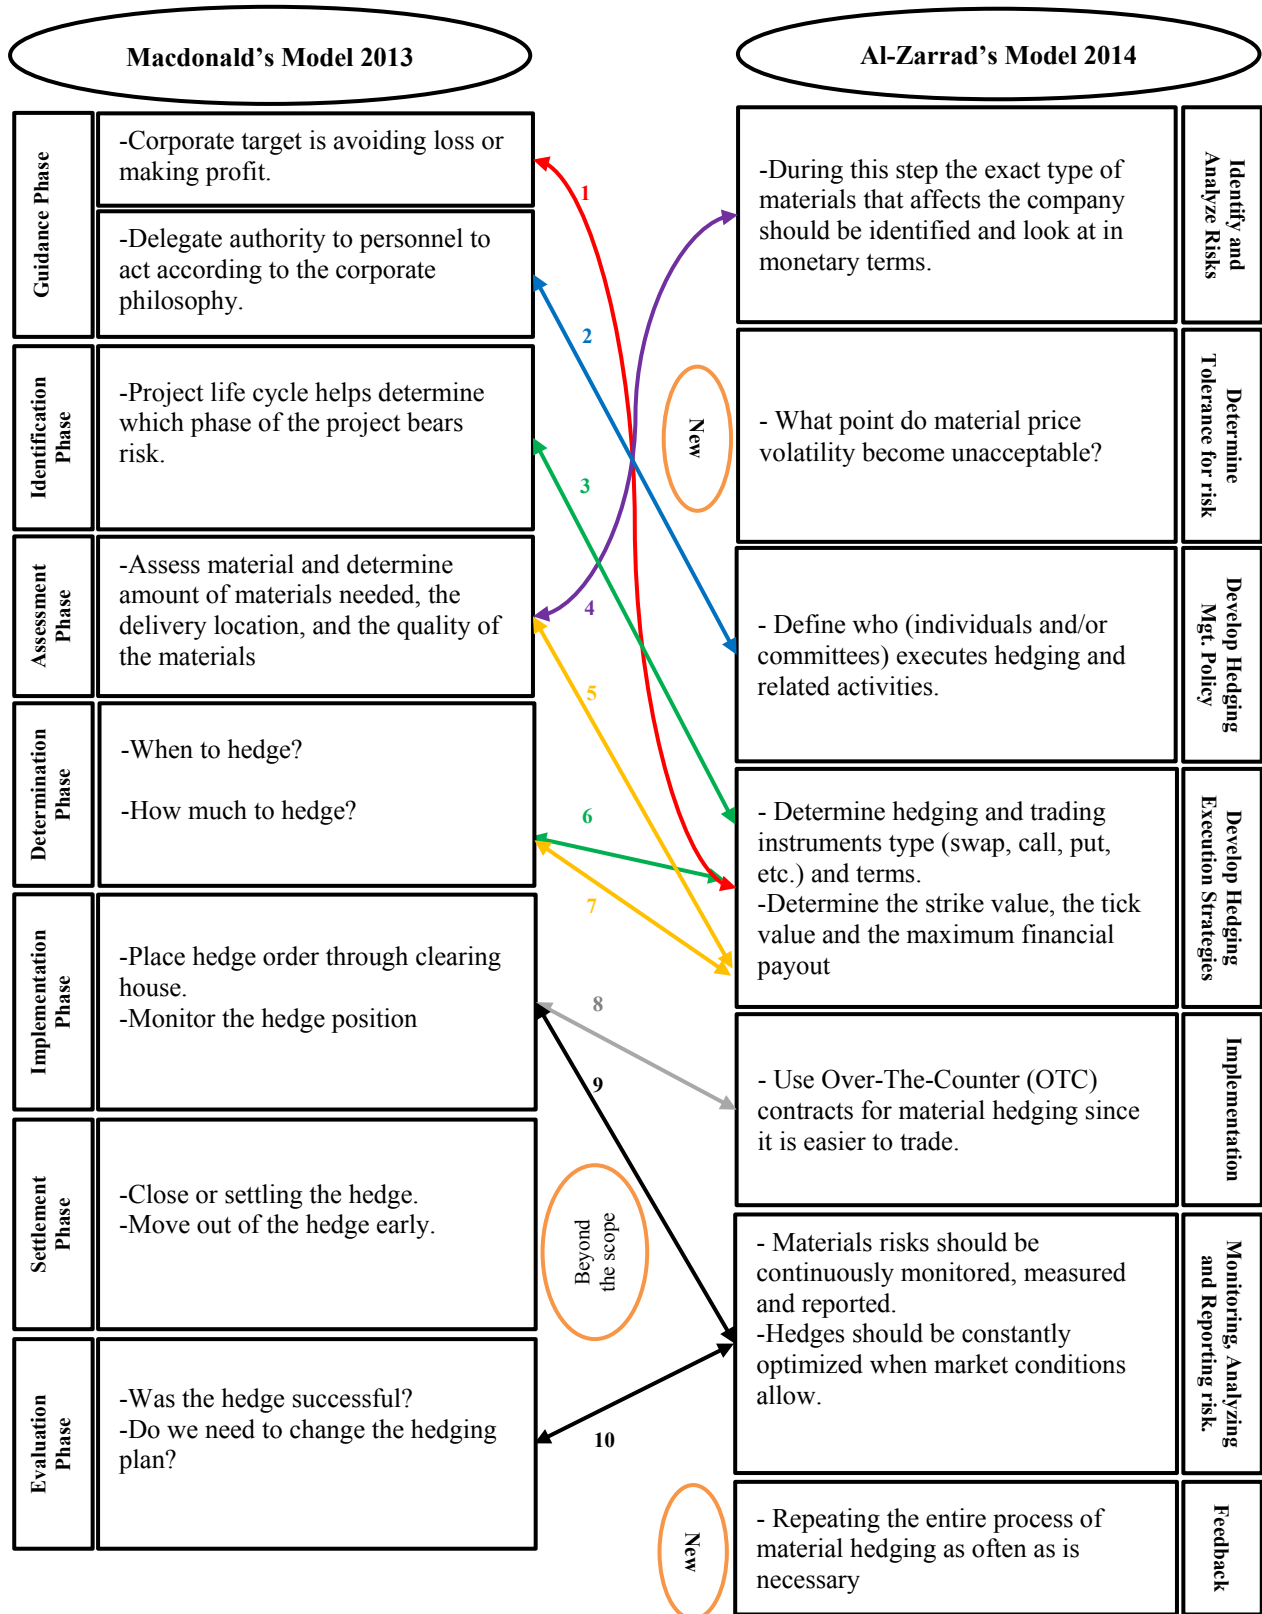 Macdonald's Model 2013
Guidance Phase
-Corporate target is avoiding loss or
making profit.
-Delegate authority to personnel to
act according to the corporate
philosophy.
Identification
Phase
-Project life cycle helps determine
which phase of the project bears
risk.
Assessment
Phase
-Assess material and determine
amount of materials needed, the
delivery location, and the quality of
the materials
Determination
Phase
-When to hedge?
-How much to hedge?
Implementation
Phase
-Place hedge order through clearing
house.
-Monitor the hedge position
Settlement
Phase
-Close or settling the hedge.
-Move out of the hedge early.
Evaluation
Phase
-Was the hedge successful?
-Do we need to change the hedging
plan?
1
2
3
4
5
6
7
8
9
10
New
Beyond
the scope
New
Al-Zarrad's Model 2014
-During this step the exact type of
materials that affects the company
should be identified and look at in
monetary terms.
Identify and
Analyze Risks
- What point do material price
volatility become unacceptable?
Determine
Tolerance for risk
- Define who (individuals and/or
committees) executes hedging and
related activities.
Develop Hedging
Mgt. Policy
- Determine hedging and trading
instruments type (swap, call, put,
etc.) and terms.
-Determine the strike value, the tick
value and the maximum financial
payout
Develop Hedging
Execution Strategies
- Use Over-The-Counter (OTC)
contracts for material hedging since
it is easier to trade.
Implementation
- Materials risks should be
continuously monitored, measured
and reported.
-Hedges should be constantly
optimized when market conditions
allow.
Monitoring, Analyzing
and Reporting risk.
- Repeating the entire process of
material hedging as often as is
necessary
Feedback